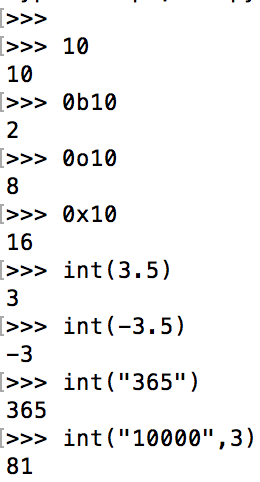 [>>>
[>>> 10
10
[>>> 0b10
2
[>>> 0o10
8
[>>> 0x10
16
[>>> int(3.5)
3
[>>> int(-3.5)
-3
[>>> int("365")
365
[>>> int("10000",3)
81